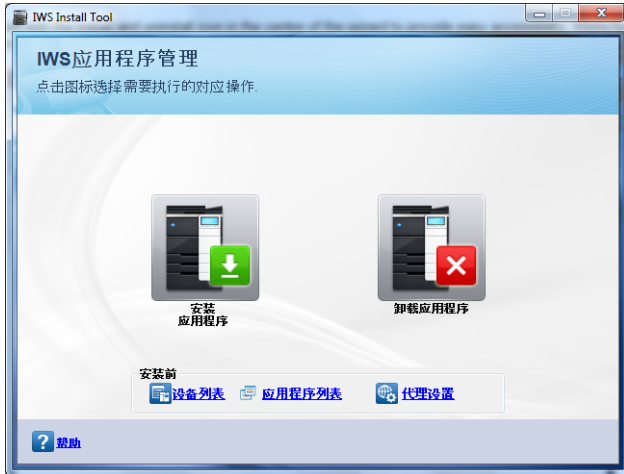 IWS Install Tool
IWS应用程序管理
点击图标选择需要执行的对应操作.
安装
应用程序
卸载应用程序
安装前
设备列表 应用程序列表 代理设置
? 帮助